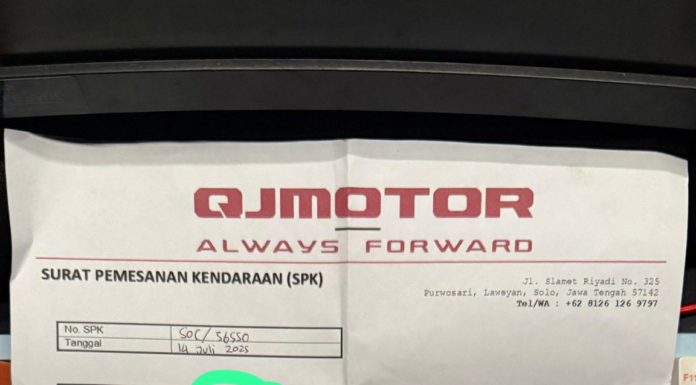 QJMOTOR
ALWAYS FORWARD
SURAT PEMESANAN KENDARAAN (SPK)
Jl. Slamet Riyadi No. 325
Purwosari, Laweyan, Solo, Jawa Tengah 57142
Tel/WA : +62 8126 126 9797
No. SPK SOC/56550
Tanggal 14 Juli 2025